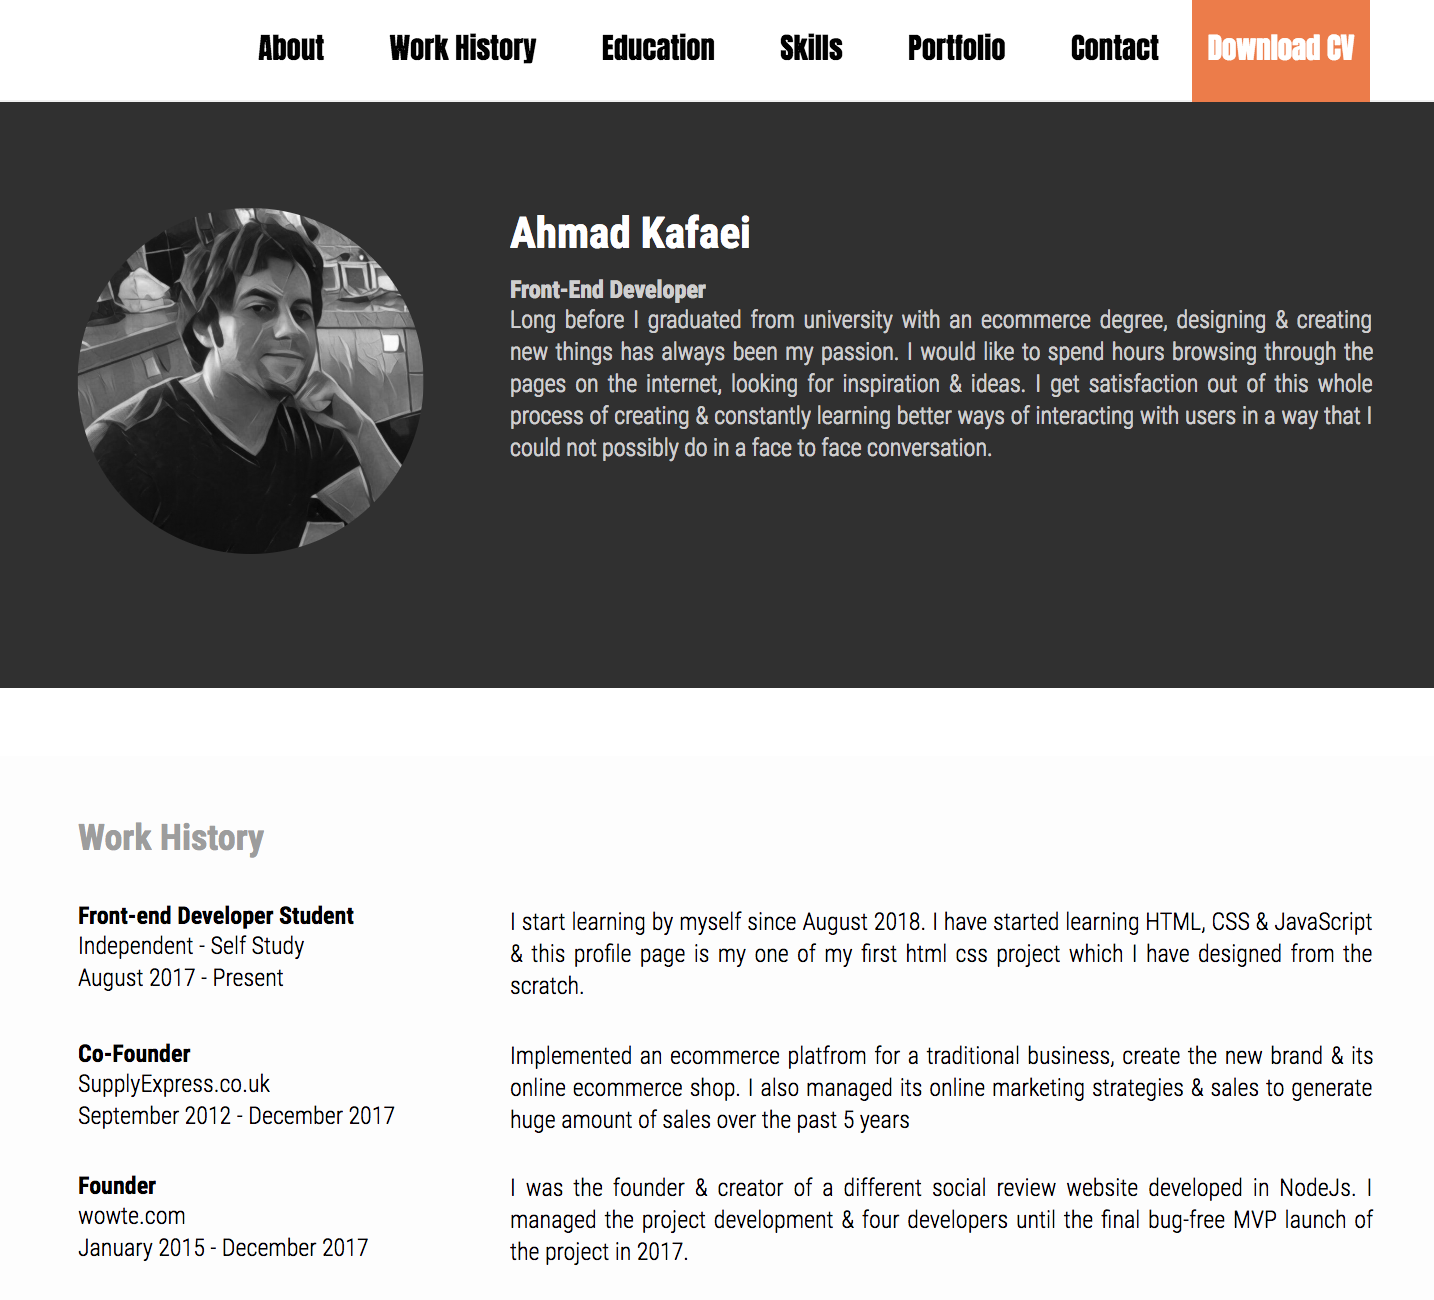 About Work History Education Skills Portfolio Contact Download CV
Ahmad Kafaei
Front-End Developer
Long before I graduated from university with an ecommerce degree, designing & creating
new things has always been my passion. I would like to spend hours browsing through the
pages on the internet, looking for inspiration & ideas. I get satisfaction out of this whole
process of creating & constantly learning better ways of interacting with users in a way that I
could not possibly do in a face to face conversation.
Work History
Front-end Developer Student
Independent - Self Study
August 2017 - Present
I start learning by myself since August 2018. I have started learning HTML, CSS & JavaScript
& this profile page is my one of my first html css project which I have designed from the
scratch.
Co-Founder
SupplyExpress.co.uk
September 2012 - December 2017
Implemented an ecommerce platfrom for a traditional business, create the new brand & its
online ecommerce shop. I also managed its online marketing strategies & sales to generate
huge amount of sales over the past 5 years
Founder
wowte.com
January 2015 - December 2017
I was the founder & creator of a different social review website developed in NodeJs. I
managed the project development & four developers until the final bug-free MVP launch of
the project in 2017.